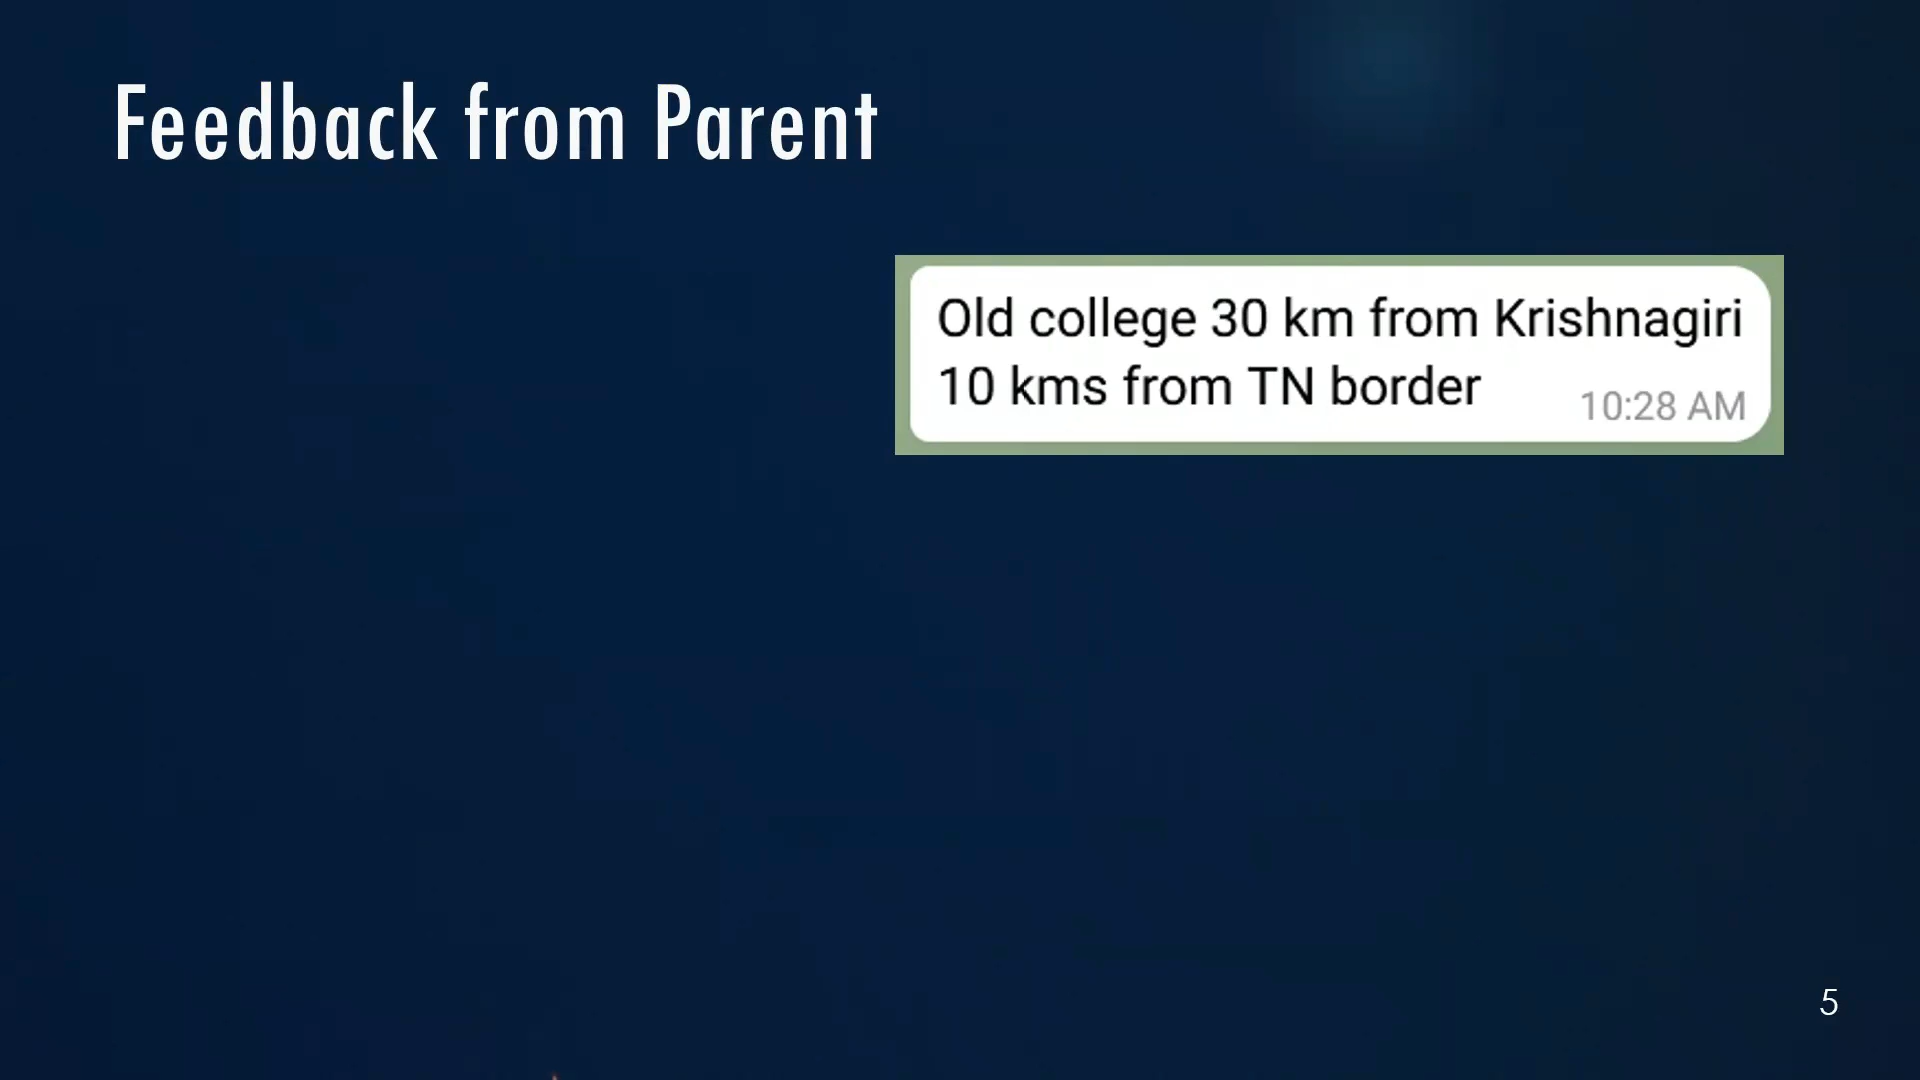 Feedback from Parent
Old college 30 km from Krishnagiri
10 kms from TN border
10:28 AM
5